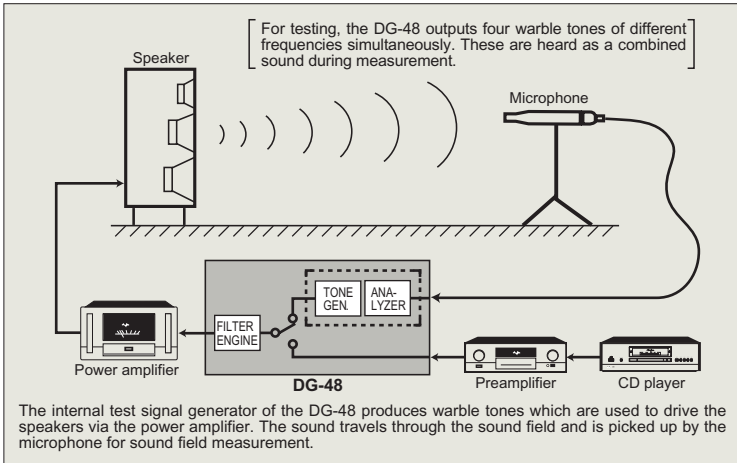 For testing, the DG-48 outputs four warble tones of different
frequencies simultaneously. These are heard as a combined
sound during measurement.
Speaker
Microphone
TONE
GEN.
ANA-
LYZER
FILTER
ENGINE
Power amplifier
DG-48
Preamplifier
CD player
The internal test signal generator of the DG-48 produces warble tones which are used to drive the
speakers via the power amplifier. The sound travels through the sound field and is picked up by the
microphone for sound field measurement.